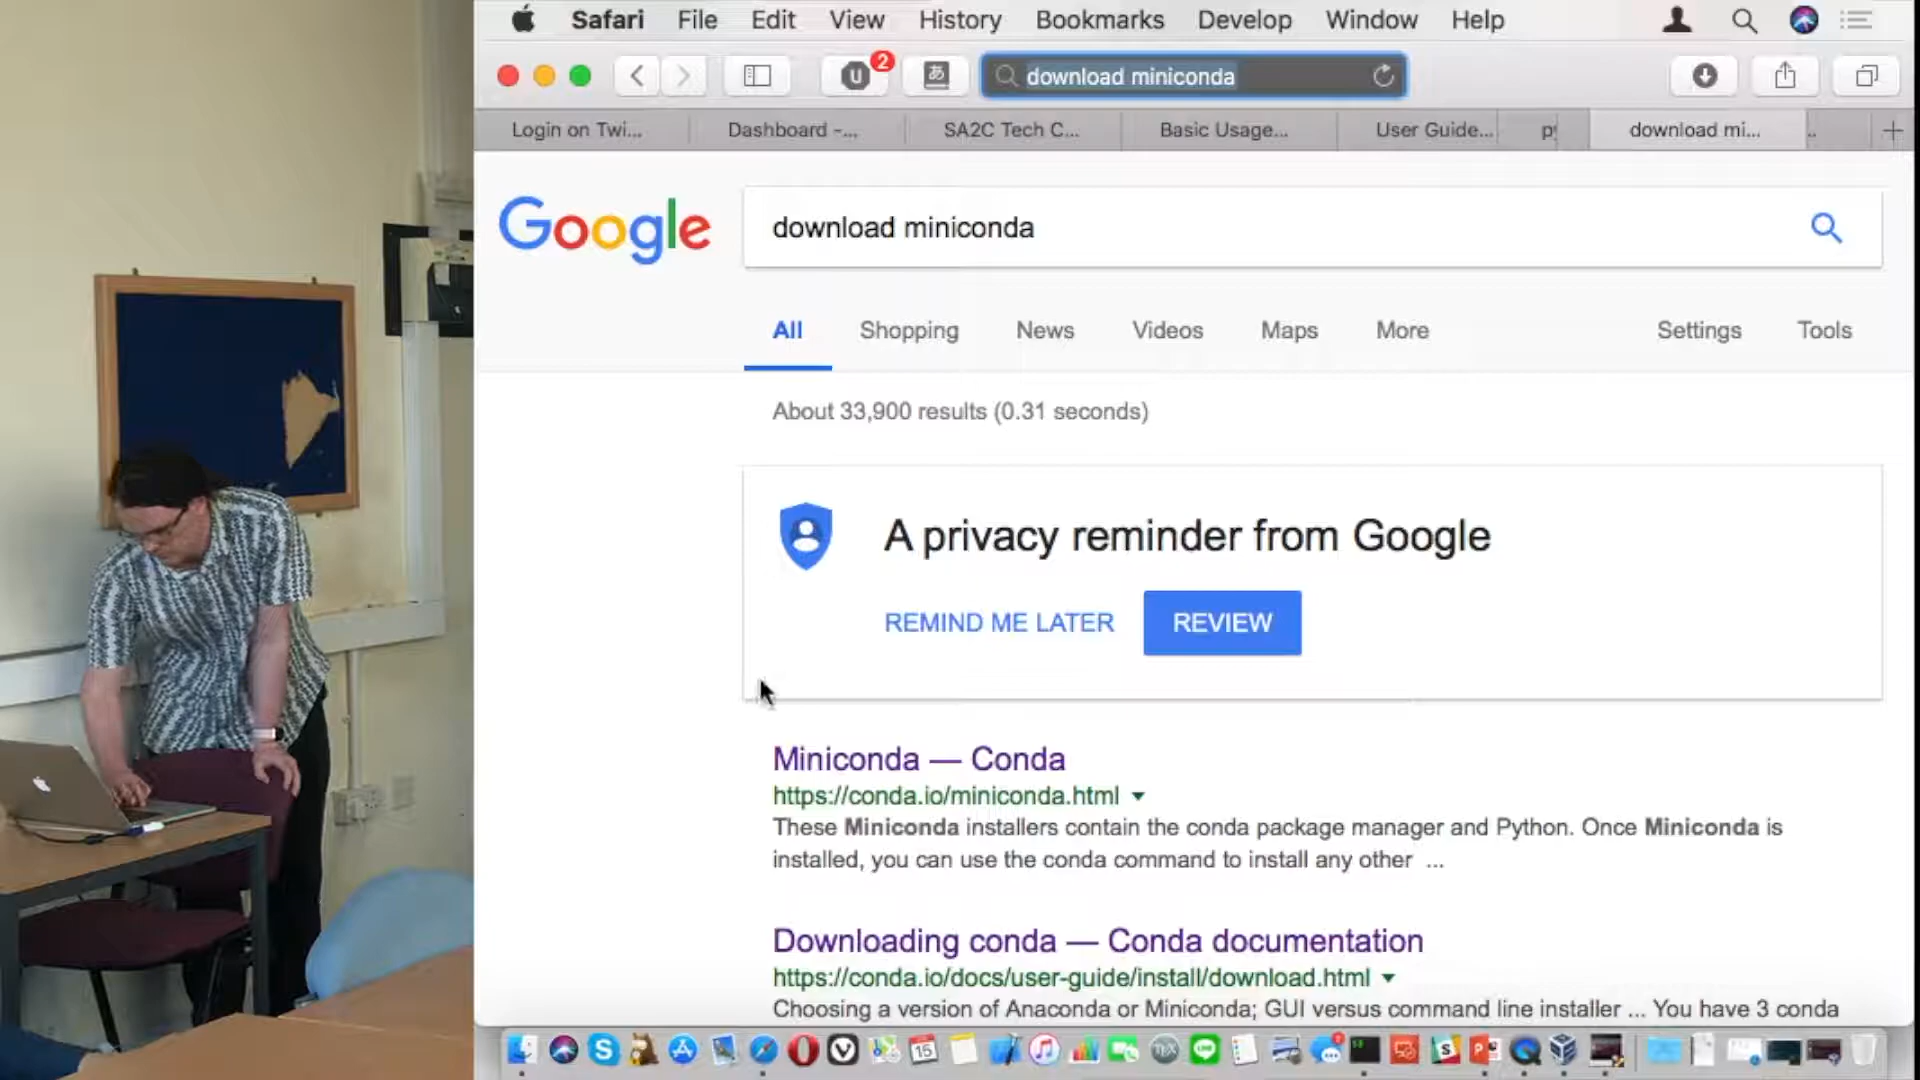 Safari File Edit View History Bookmarks Develop Window Help
2
download miniconda
Login on Twi... Dashboard -... SA2C Tech C... Basic Usage... User Guide... download mi...
Google download miniconda
All Shopping News Videos Maps More Settings Tools
About 33,900 results (0.31 seconds)
A privacy reminder from Google
REMIND ME LATER REVIEW
Miniconda — Conda
https://conda.io/miniconda.html
These Miniconda installers contain the conda package manager and Python. Once Miniconda is
installed, you can use the conda command to install any other ...
Downloading conda — Conda documentation
https://conda.io/docs/user-guide/install/download.html
Choosing a version of Anaconda or Miniconda; GUI versus command line installer ... You have 3 conda
15